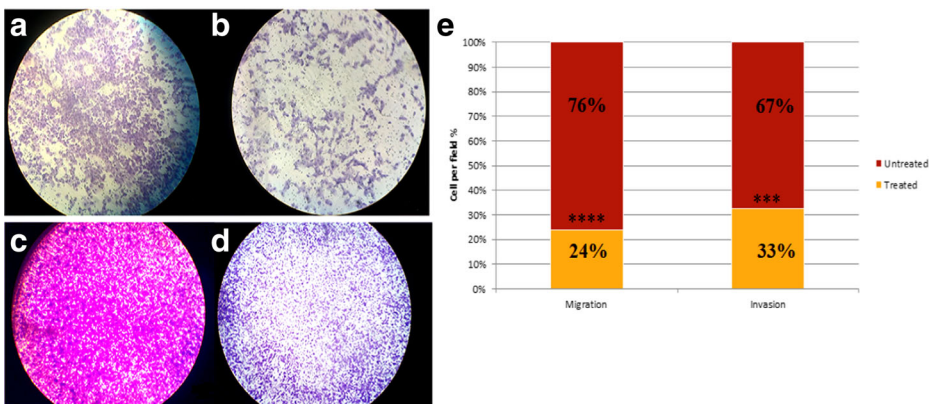 a
b
c
d
e
100%
90%
80%
70%
60%
50%
40%
30%
20%
10%
0%
Cell per field %
76%
67%
****
***
24%
33%
Migration
Invasion
Untreated
Treated